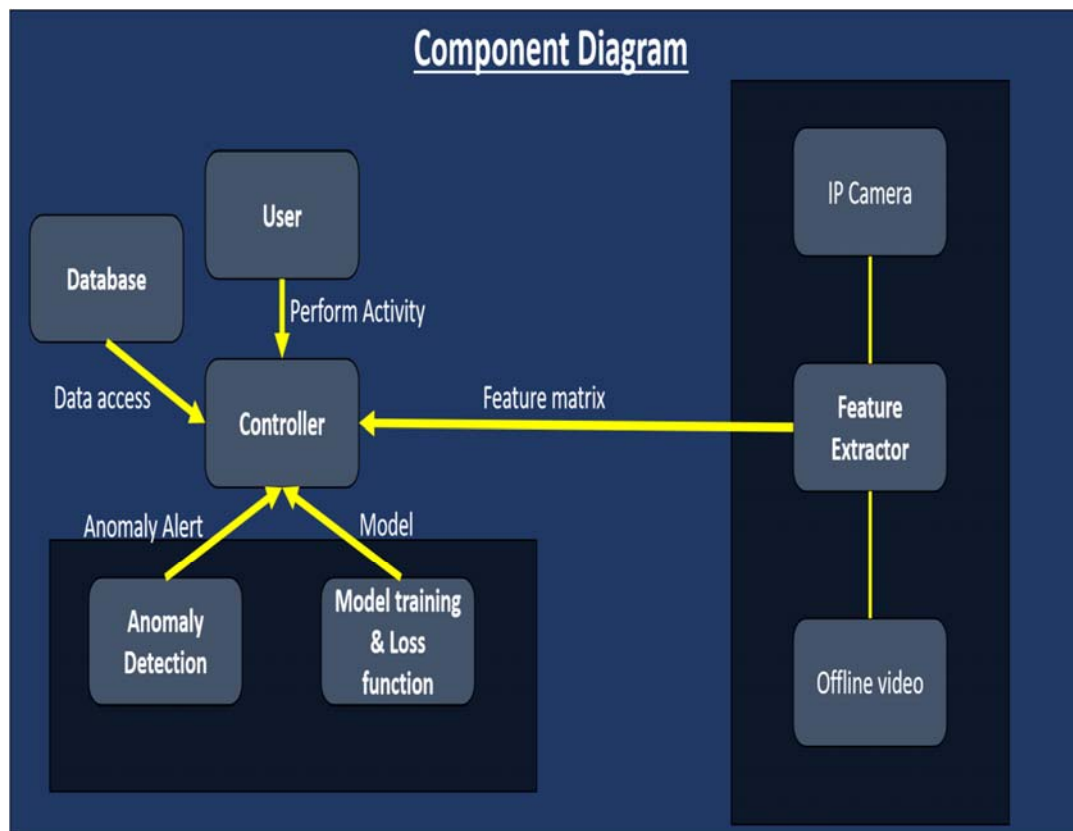 Component Diagram
IP Camera
User
Database
Perform Activity
Data access
Controller
Feature matrix
Feature
Extractor
Anomaly Alert
Model
Anomaly
Detection
Model training
& Loss
function
Offline video